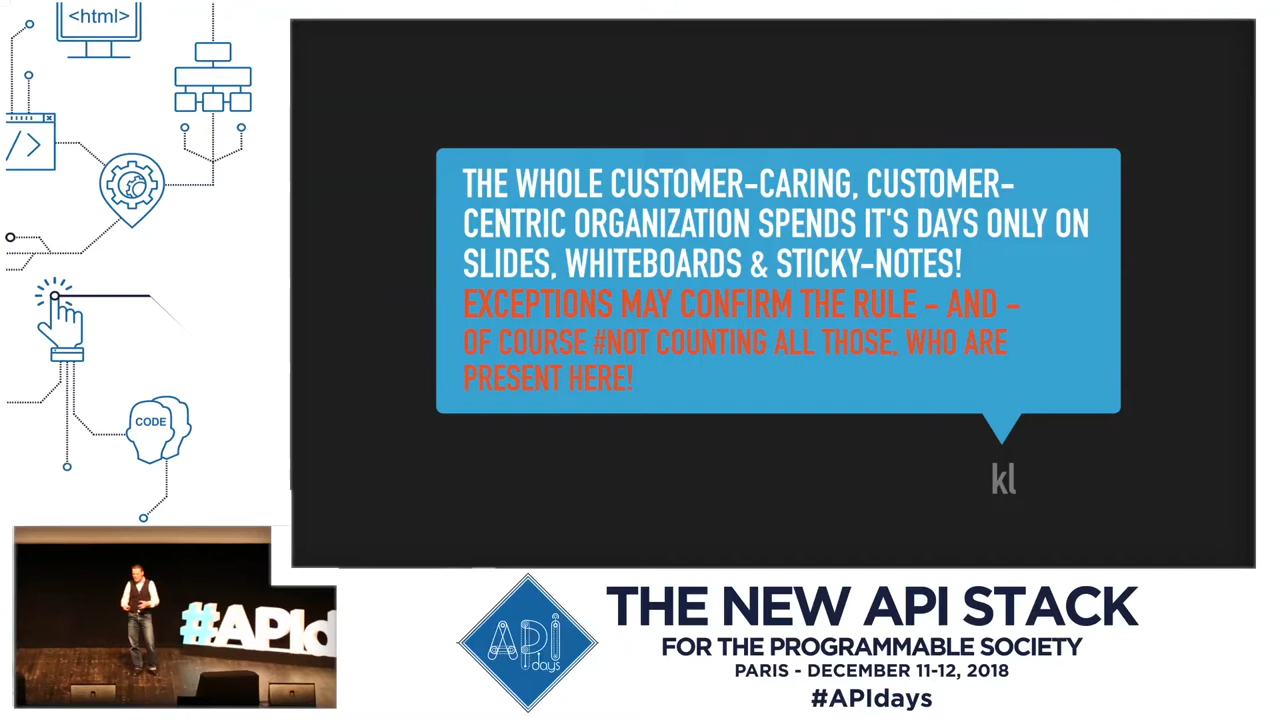 <html>
</>
CODE
THE WHOLE CUSTOMER-CARING, CUSTOMER-
CENTRIC ORGANIZATION SPENDS IT'S DAYS ONLY ON
SLIDES, WHITEBOARDS & STICKY-NOTES!
EXCEPTIONS MAY CONFIRM THE RULE - AND -
OF COURSE #NOT COUNTING ALL THOSE, WHO ARE
PRESENT HERE!
kl
#APId
API
days
THE NEW API STACK
FOR THE PROGRAMMABLE SOCIETY
PARIS - DECEMBER 11-12, 2018
#APIdays